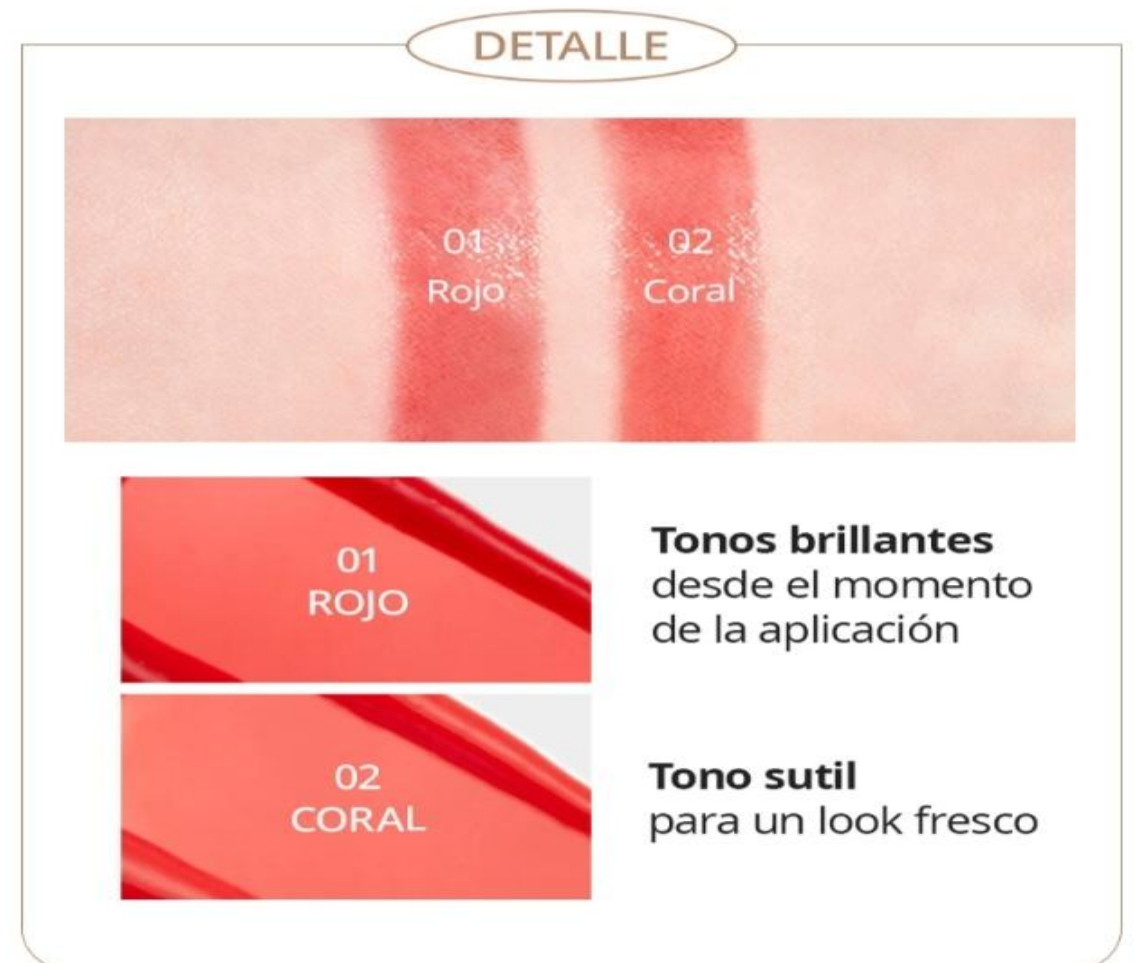 DETALLE
01
Rojo
02
Coral
01
ROJO
Tonos brillantes
desde el momento
de la aplicación
02
CORAL
Tono sutil
para un look fresco